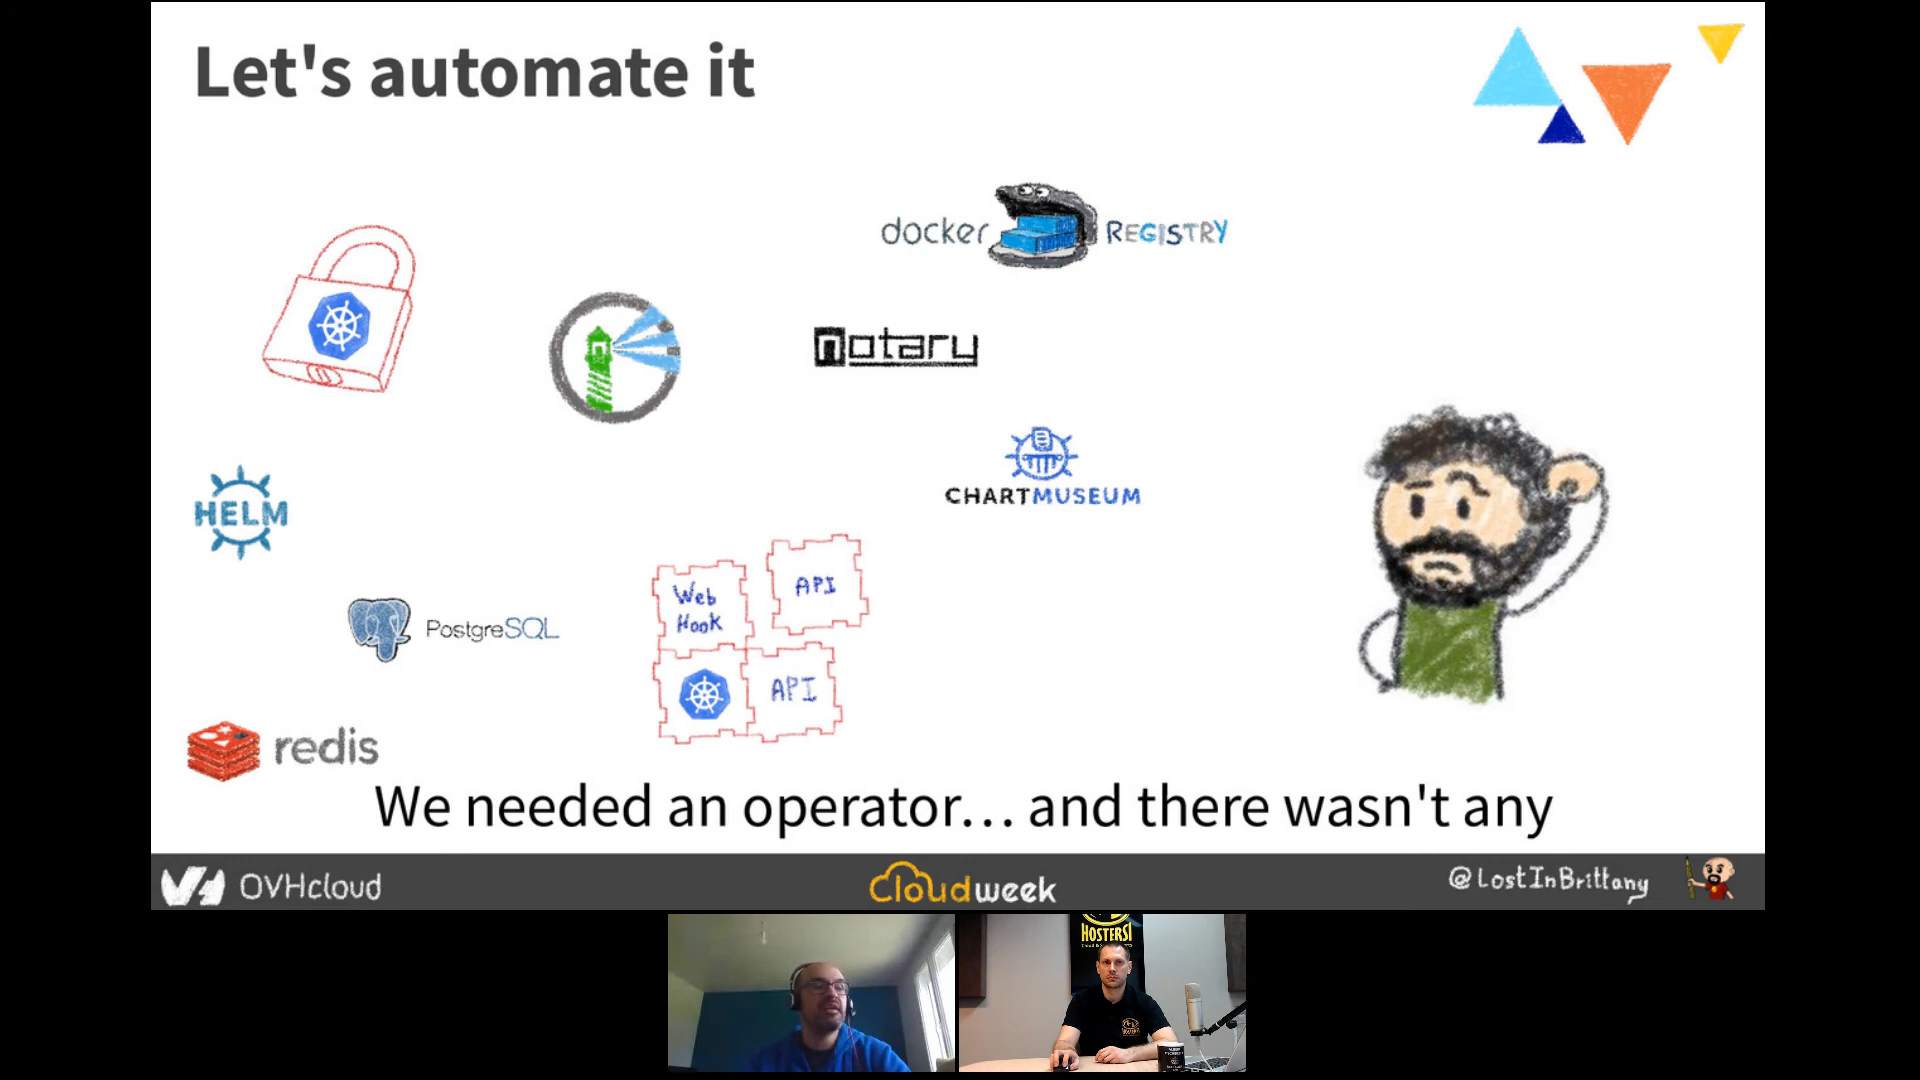 Let's automate it
docker REGISTRY
notary
CHARTMUSEUM
HELM
Web
Hook
API
PostgreSQL
API
redis
We needed an operator... and there wasn't any
OVHcloud
Cloudweek
@LostInBrittany
HOSTERSI